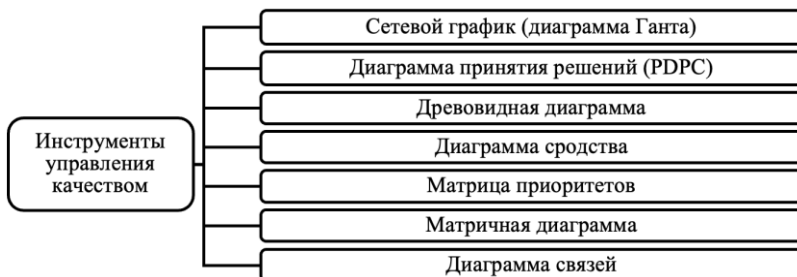 Инструменты
управления
качеством
Сетевой график (диаграмма Ганта)
Диаграмма принятия решений (PDPC)
Древовидная диаграмма
Диаграмма сродства
Матрица приоритетов
Матричная диаграмма
Диаграмма связей